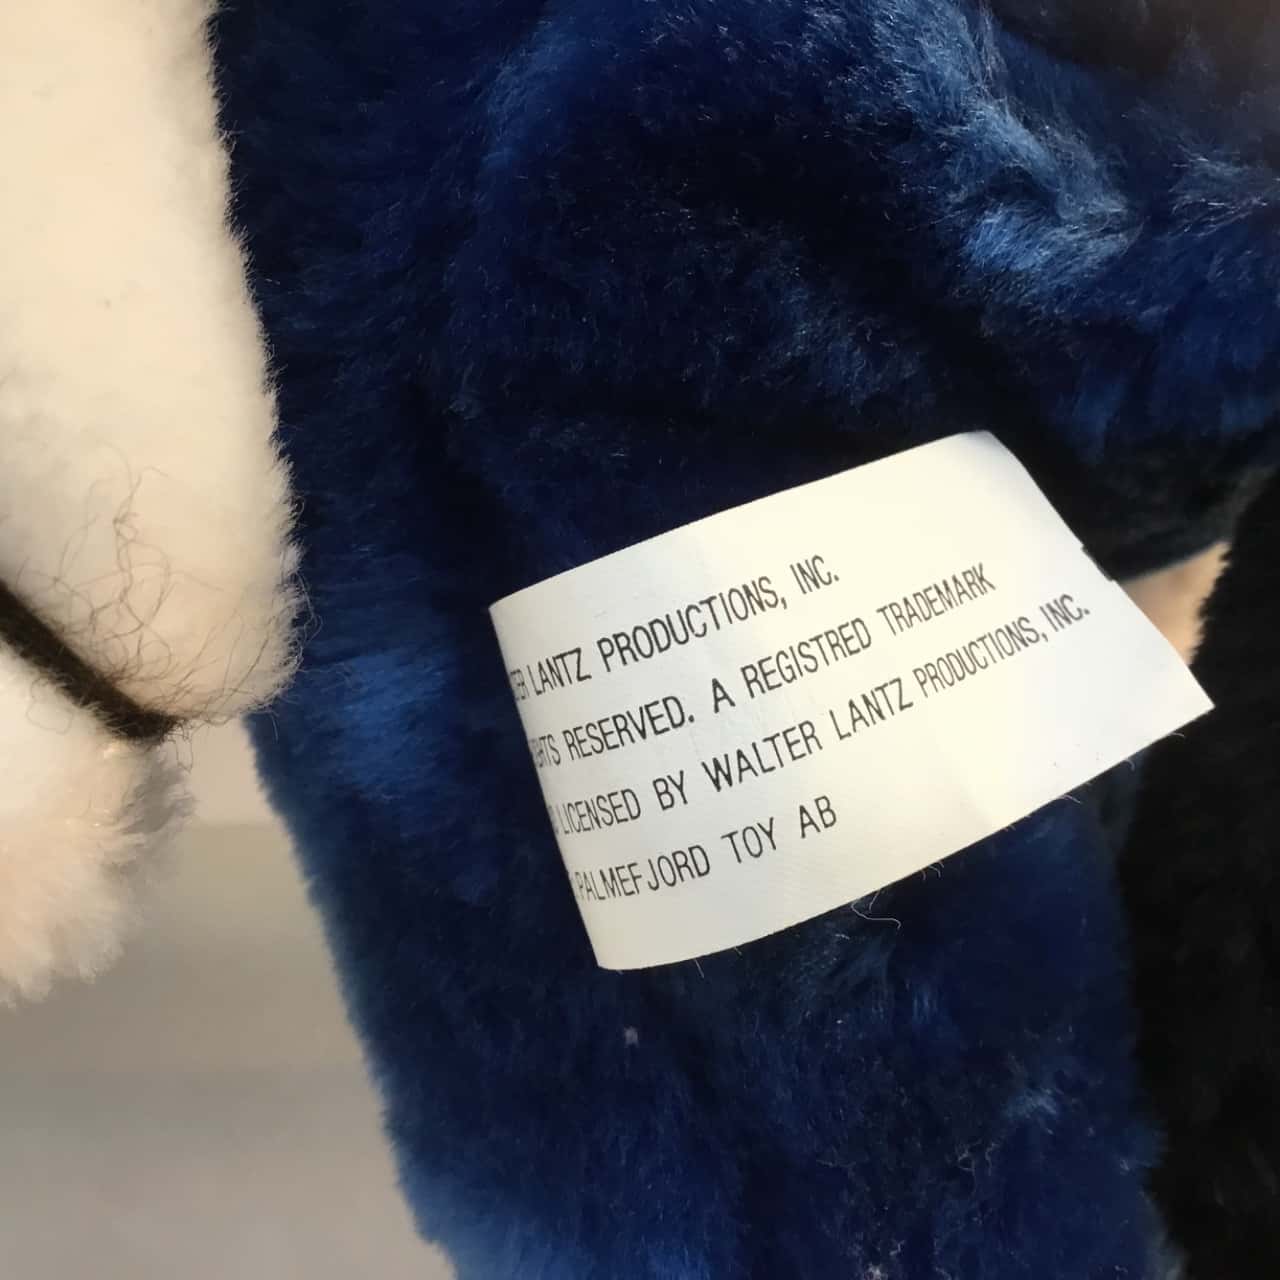 LANTZ PRODUCTIONS, INC.
RESERVED. A REGISTRED TRADEMARK
LICENSED BY WALTER LANTZ PRODUCTIONS, INC.
PALMEFJORD TOY AB